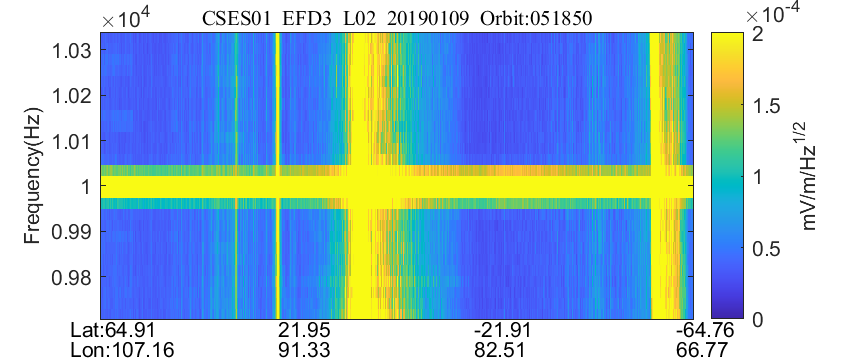 ×10⁴ CSES01 EFD3 L02 20190109 Orbit:051850 ×10⁻⁴
1.03
1.02
1.01
1
0.99
0.98
Frequency(Hz)
2
1.5
1
0.5
0
mV/m/Hz^1/2
Lat:64.91 21.95 -21.91 -64.76
Lon:107.16 91.33 82.51 66.77